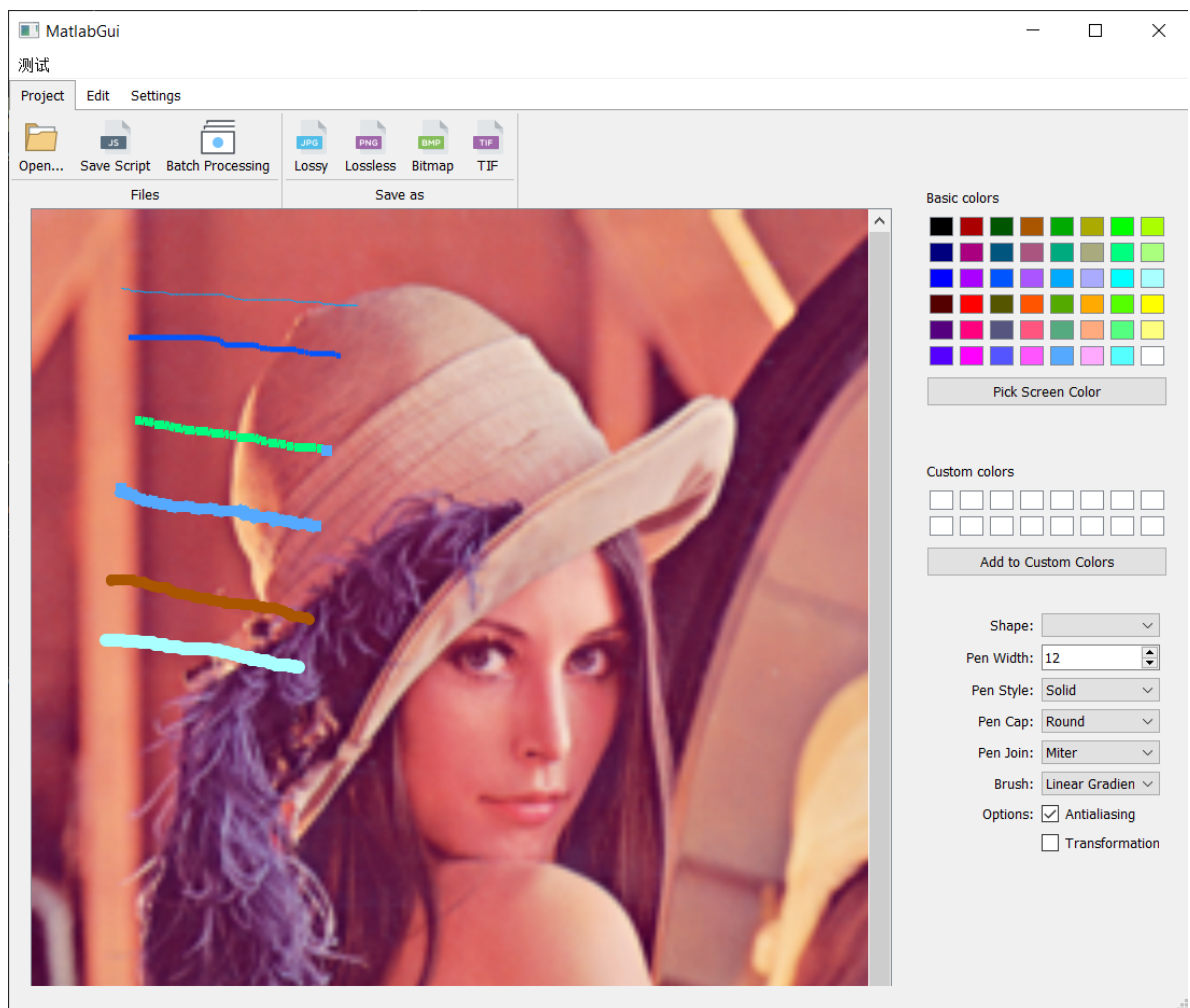 MatlabGui
测试
Project Edit Settings
JS JPG PNG BMP TIF
Open... Save Script Batch Processing Lossy Lossless Bitmap TIF
Files Save as
Basic colors
Pick Screen Color
Custom colors
Add to Custom Colors
Shape:
Pen Width: 12
Pen Style: Solid
Pen Cap: Round
Pen Join: Miter
Brush: Linear Gradien
Options: Antialiasing
Transformation